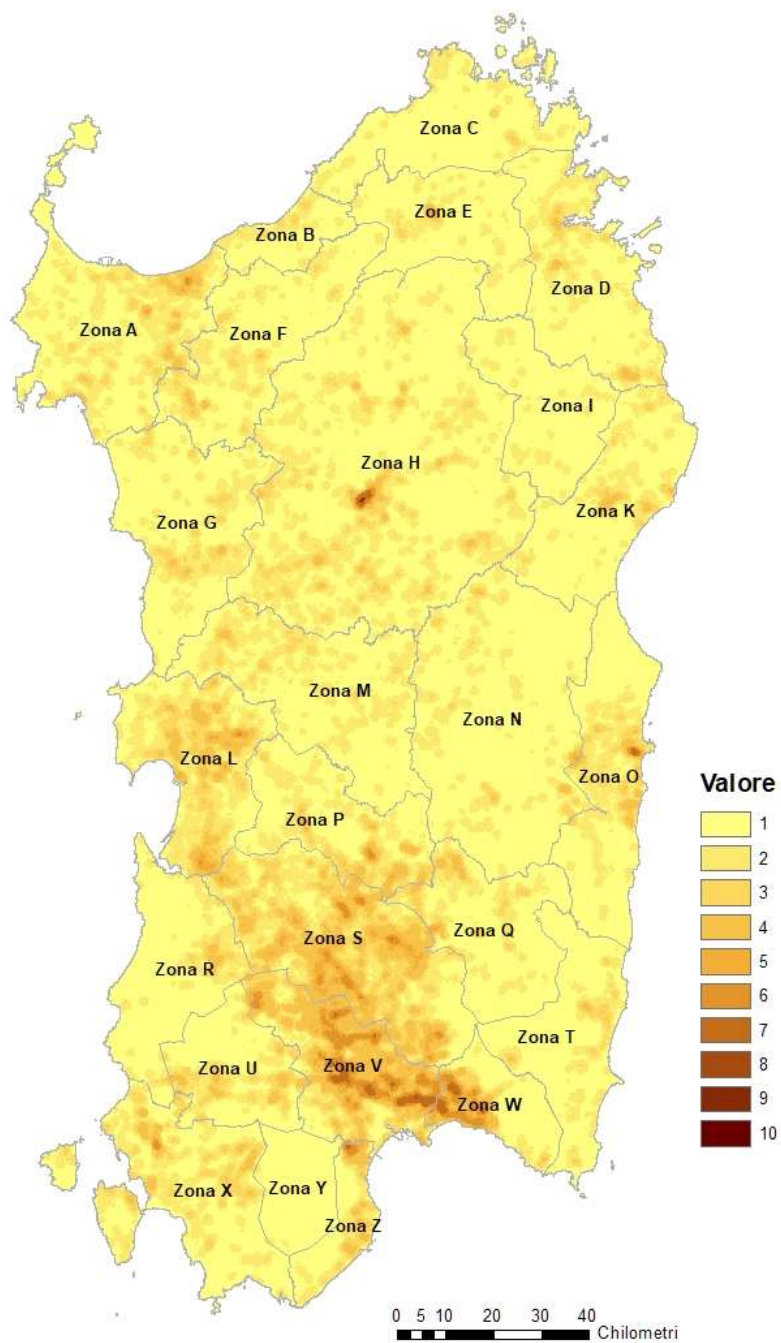 Zona C
Zona E
Zona B
Zona D
Zona A
Zona F
Zona I
Zona H
Zona K
Zona G
Zona M
Zona N
Zona L
Zona O
Valore
Zona P
1
2
3
4
5
6
7
8
9
10
Zona Q
Zona S
Zona R
Zona T
Zona U
Zona V
Zona W
Zona X
Zona Y
Zona Z
0 5 10 20 30 40
Chilometri